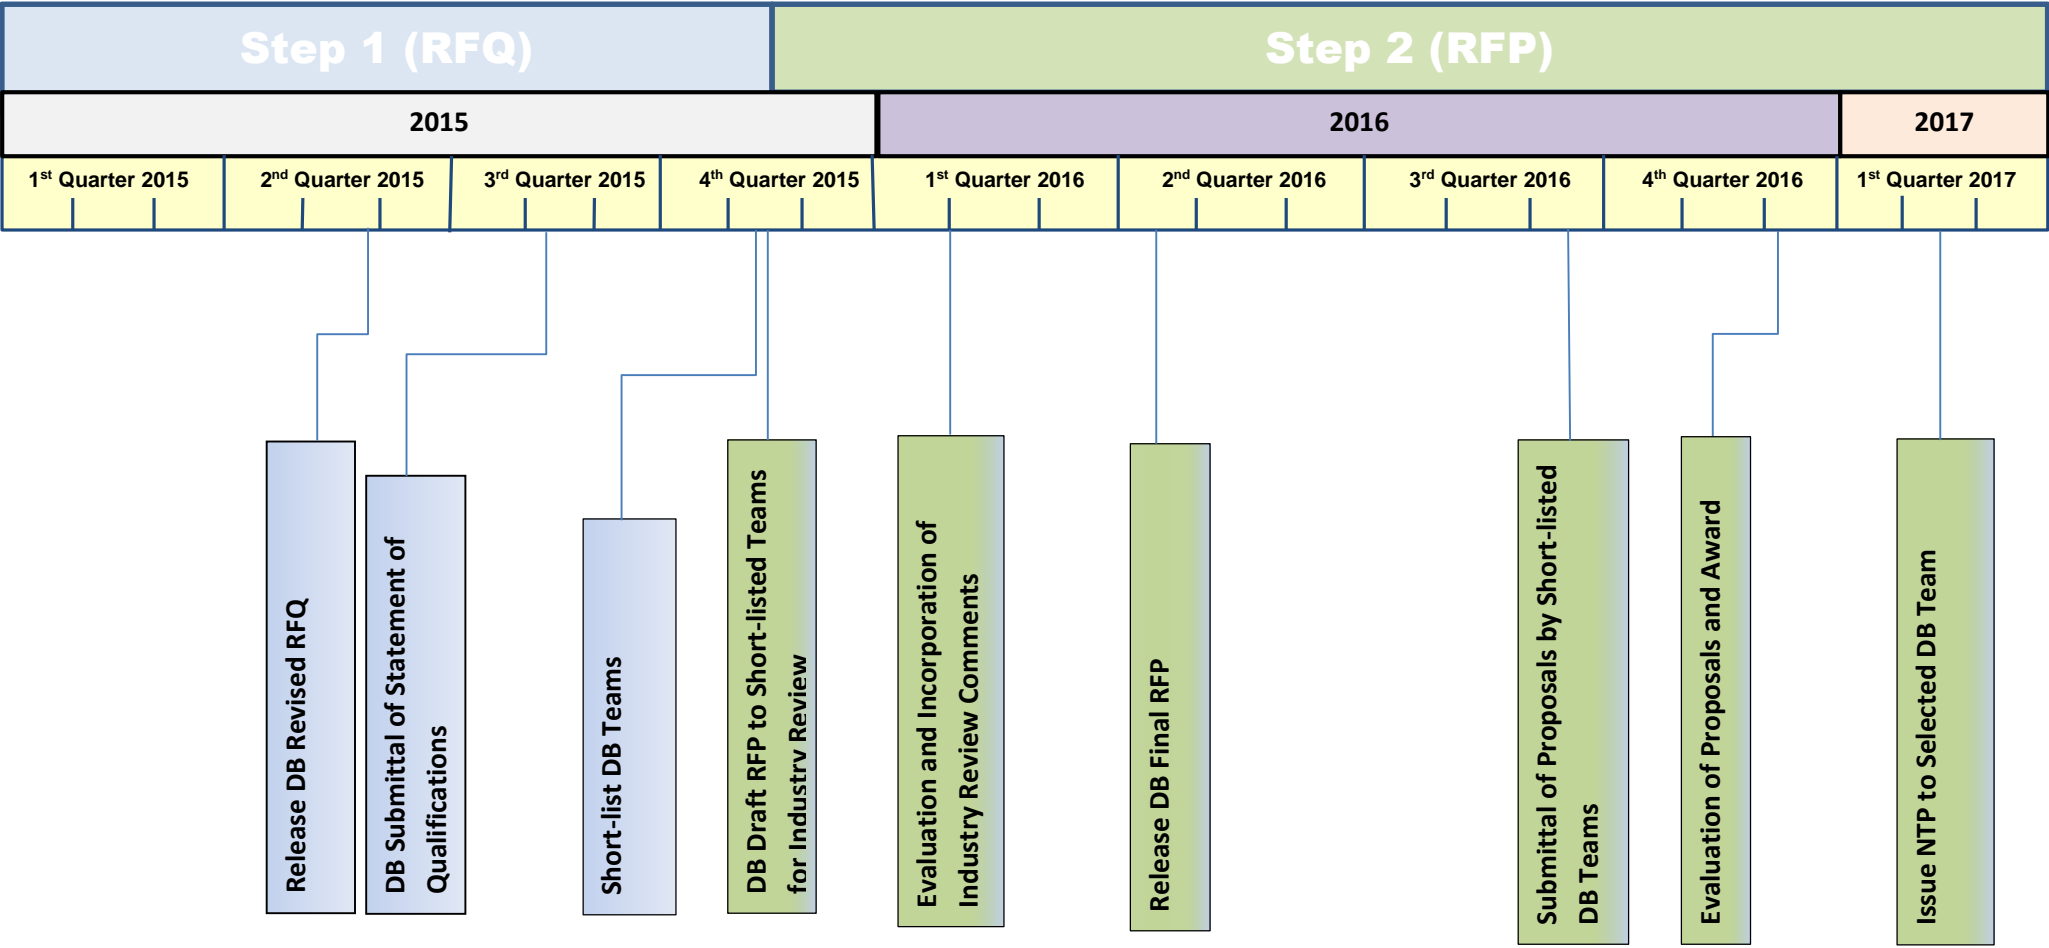 Step 1 (RFQ)
Step 2 (RFP)
2015
2016
2017
1st Quarter 2015
2nd Quarter 2015
3rd Quarter 2015
4th Quarter 2015
1st Quarter 2016
2nd Quarter 2016
3rd Quarter 2016
4th Quarter 2016
1st Quarter 2017
Release DB Revised RFQ
DB Submittal of Statement of
Qualifications
Short-list DB Teams
DB Draft RFP to Short-listed Teams
for Industry Review
Evaluation and Incorporation of
Industry Review Comments
Release DB Final RFP
Submittal of Proposals by Short-listed
DB Teams
Evaluation of Proposals and Award
Issue NTP to Selected DB Team